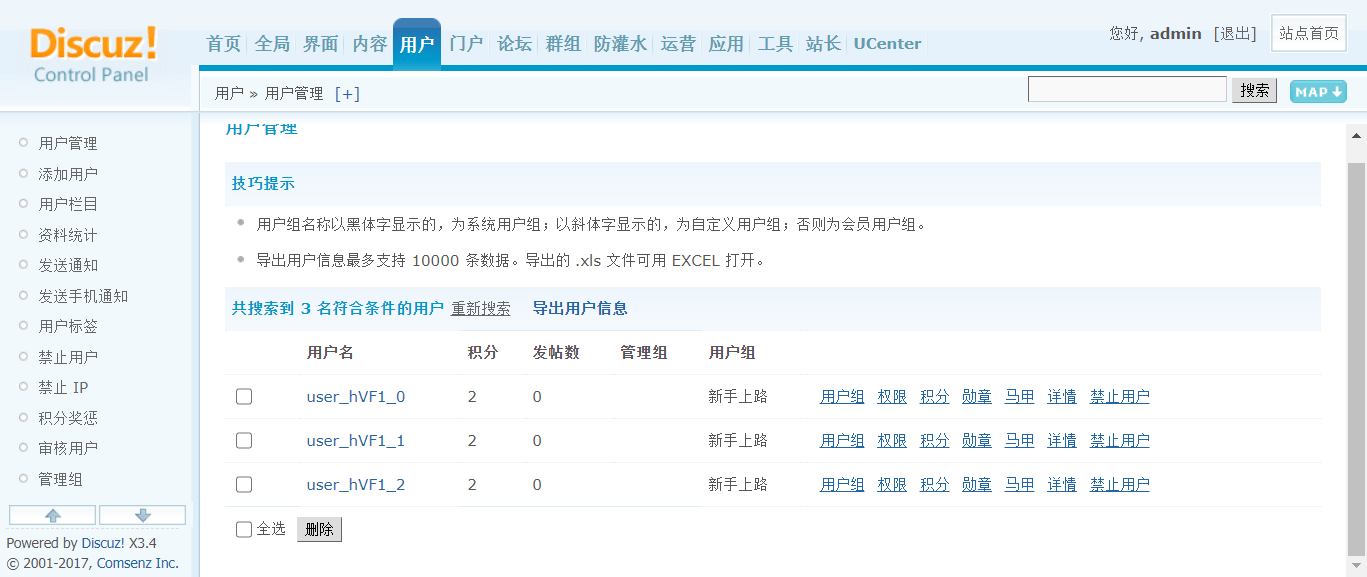 Discuz!
Control Panel
首页 全局 界面 内容 用户 门户 论坛 群组 防灌水 运营 应用 工具 站长 UCenter
您好, admin [退出] 站点首页
用户 » 用户管理 [+]
搜索 MAP
用户管理
添加用户
用户栏目
资料统计
发送通知
发送手机通知
用户标签
禁止用户
禁止 IP
积分奖惩
审核用户
管理组
Powered by Discuz! X3.4
© 2001-2017, Comsenz Inc.
用户管理
技巧提示
用户组名称以黑体字显示的，为系统用户组；以斜体字显示的，为自定义用户组；否则为会员用户组。
导出用户信息最多支持 10000 条数据。导出的 .xls 文件可用 EXCEL 打开。
共搜索到 3 名符合条件的用户 重新搜索 导出用户信息
用户名 积分 发帖数 管理组 用户组
user_hVF1_0 2 0 新手上路 用户组 权限 积分 勋章 马甲 详情 禁止用户
user_hVF1_1 2 0 新手上路 用户组 权限 积分 勋章 马甲 详情 禁止用户
user_hVF1_2 2 0 新手上路 用户组 权限 积分 勋章 马甲 详情 禁止用户
全选 删除